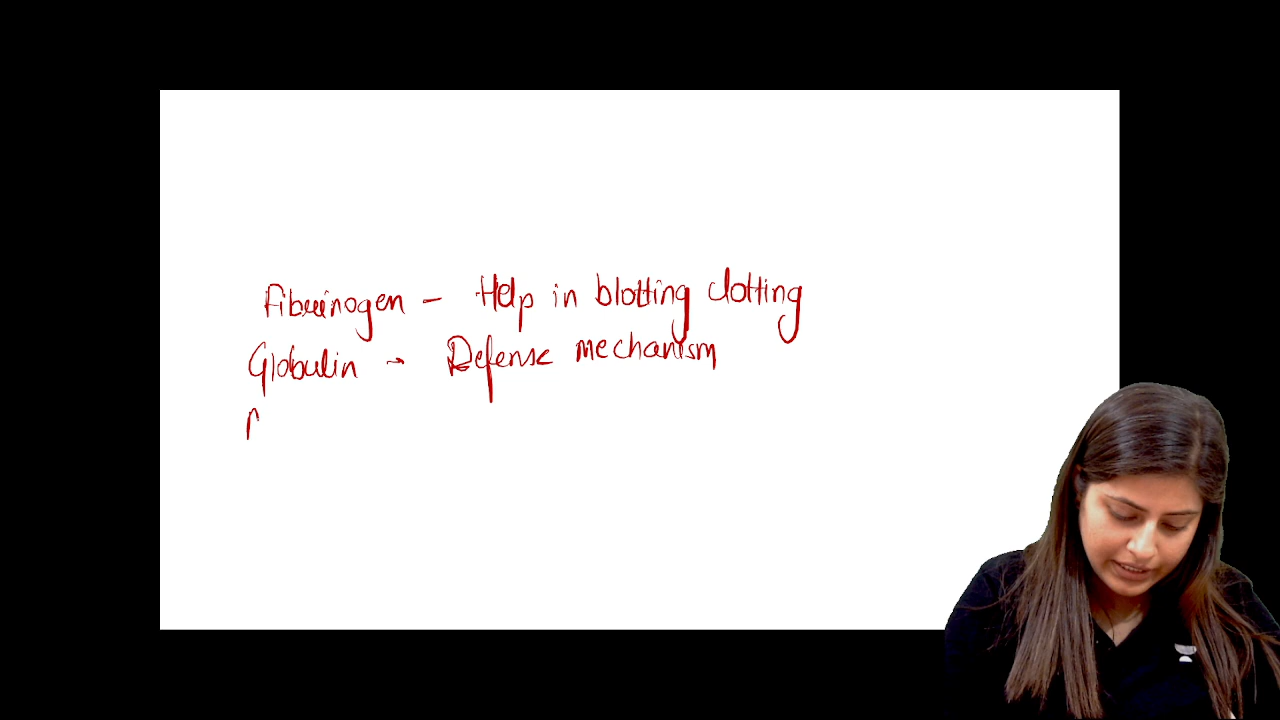 Fibrinogen - Help in blotting clotting
Globulin - Defense mechanism